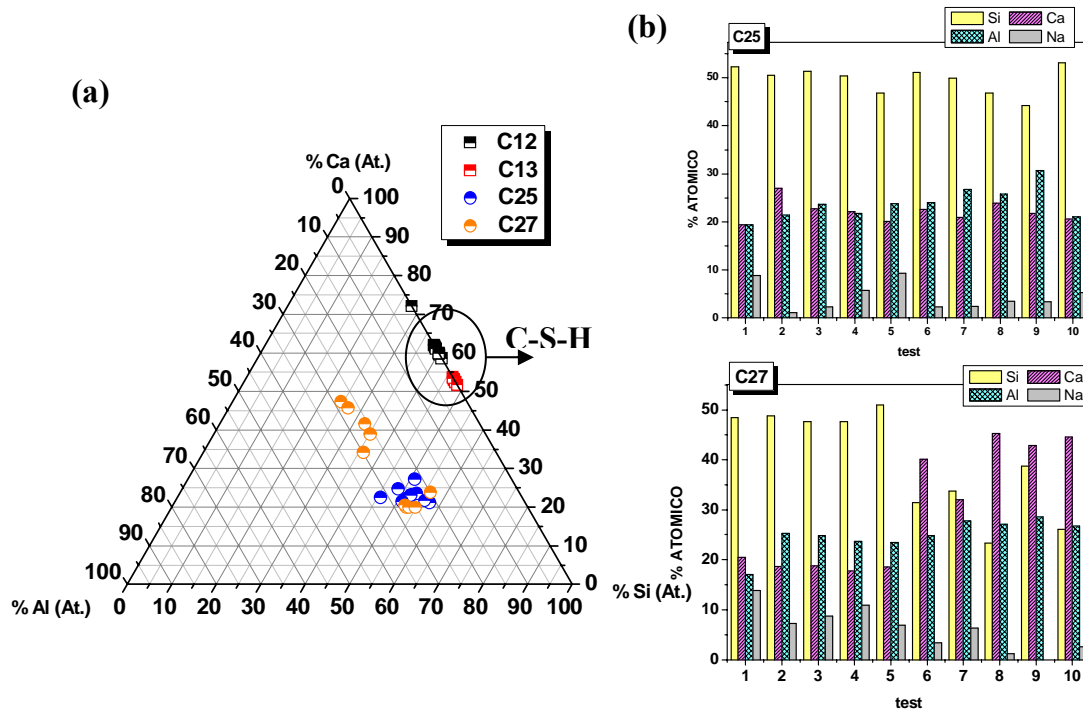 (a)
C12
C13
C25
C27
% Ca (At.)
0
100
10
90
20
80
30
70
40
60
50
50
60
40
70
30
80
20
90
10
100
0
% Al (At.)
% Si (At.)
0 10 20 30 40 50 60 70 80 90 100
C-S-H
(b)
Si Ca
Al Na
C25
50
40
30
20
10
0
% ATOMICO
1 2 3 4 5 6 7 8 9 10
test
C27
Si Ca
Al Na
50
40
30
20
10
0
% ATOMICO
1 2 3 4 5 6 7 8 9 10
test